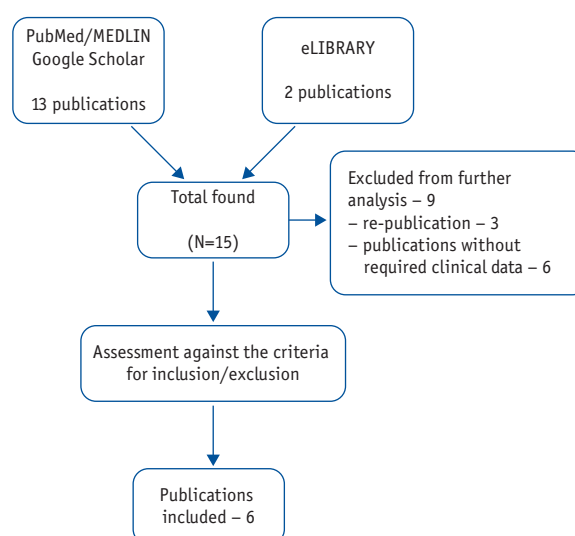 PubMed/MEDLIN
Google Scholar
13 publications
eLIBRARY
2 publications
Total found
(N=15)
Excluded from further
analysis – 9
– re-publication – 3
– publications without
required clinical data – 6
Assessment against the criteria
for inclusion/exclusion
Publications
included – 6